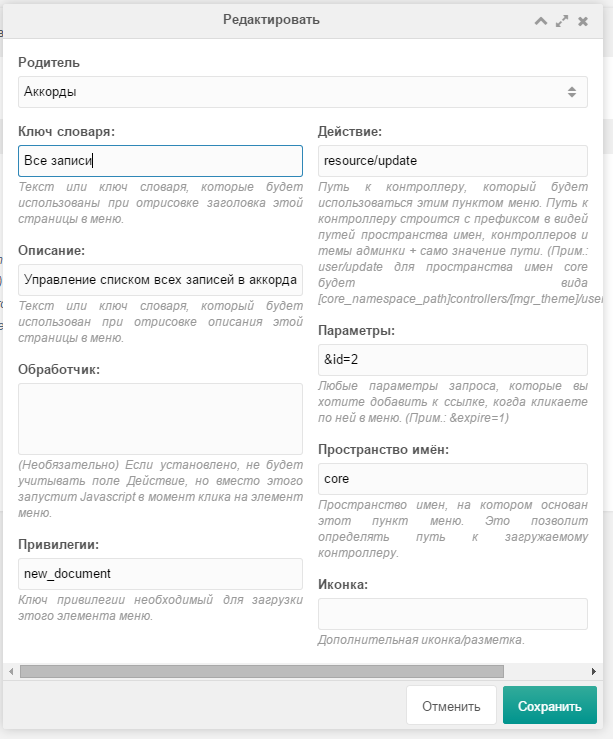 Редактировать
Родитель
Аккорды
Ключ словаря:
Все записи
Текст или ключ словаря, которые будет
использованы при отрисовке заголовка этой
страницы в меню.
Описание:
Управление списком всех записей в аккорда
Текст или ключ словаря, который будет
использован при отрисовке описания этой
страницы в меню.
Обработчик:
(Необязательно) Если установлено, не будет
учитывать поле Действие, но вместо этого
запустит Javascript в момент клика на элемент
меню.
Привилегии:
new_document
Ключ привилегии необходимый для загрузки
этого элемента меню.
Действие:
resource/update
Путь к контроллеру, который будет
использоваться этим пунктом меню. Путь к
контроллеру строится с префиксом в видей
путей пространства имен, контроллеров и
темы админки + само значение пути. (Прим.:
user/update для пространства имен core
будет вида
[core_namespace_path]controllers/[mgr_theme]/use
Параметры:
&id=2
Любые параметры запроса, которые вы
хотите добавить к ссылке, когда кликаете
по ней в меню. (Прим.: &expire=1)
Пространство имён:
core
Пространство имен, на котором основан
этот пункт меню. Это позволит
определять путь к загружаемому
контроллеру.
Иконка:
Дополнительная иконка/разметка.
Отменить
Сохранить